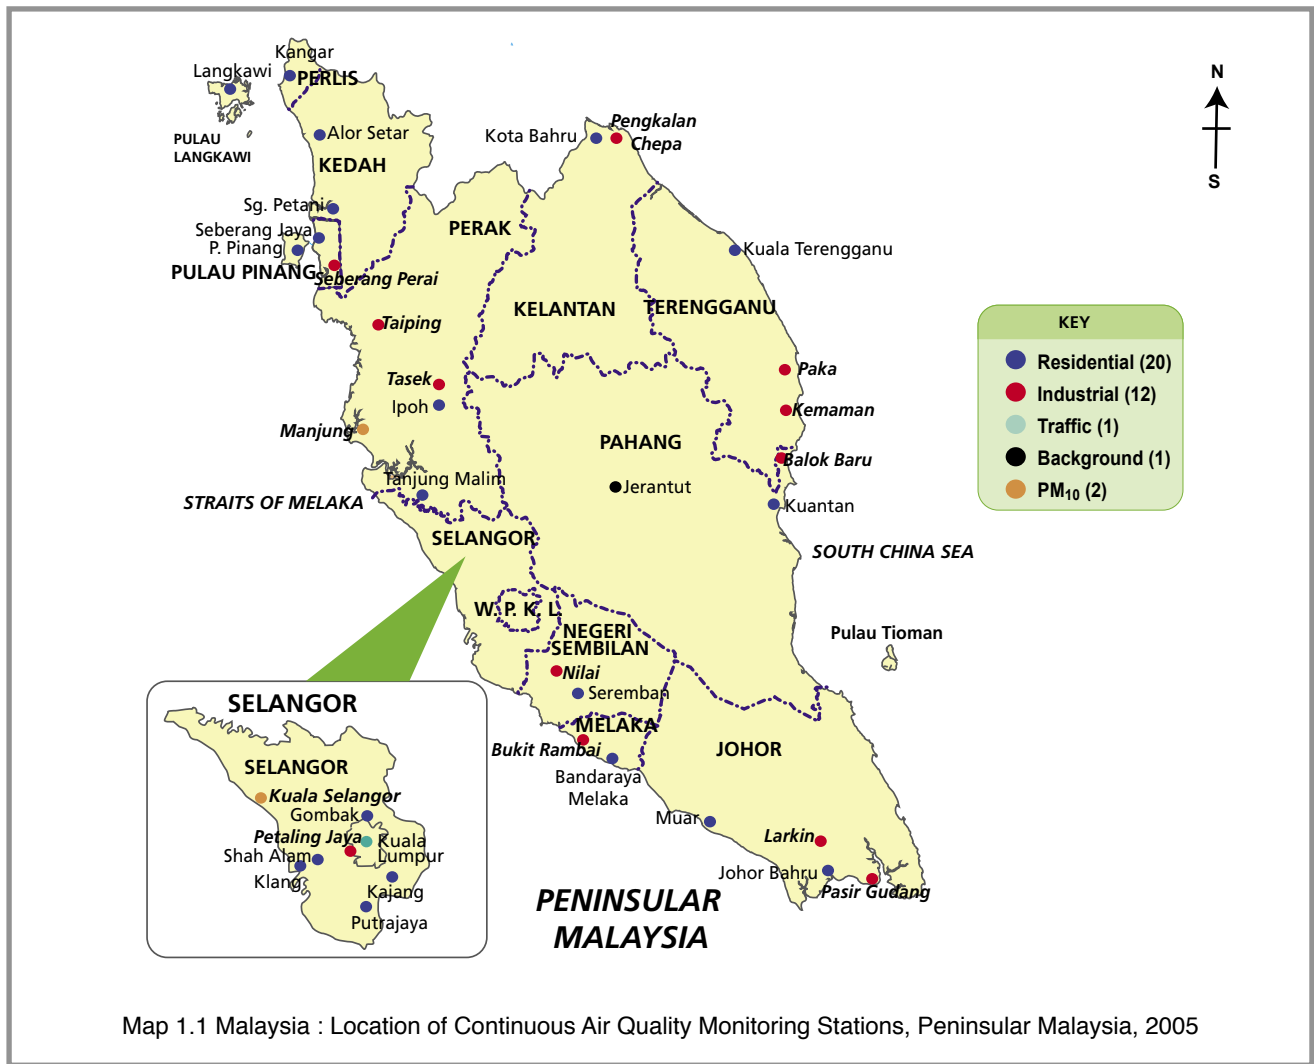 Kangar
Langkawi
PERLIS
N
PULAU
LANGKAWI
Alor Setar
KEDAH
Kota Bahru
Pengkalan
Chepa
S
Sg. Petani
Seberang Jaya
P. Pinang
PULAU PINANG
Seberang Perai
PERAK
Kuala Terengganu
KELANTAN
TERENGGANU
Taiping
KEY
Residential (20)
Industrial (12)
Traffic (1)
Background (1)
PM₁₀ (2)
Tasek
Ipoh
Paka
Kemaman
Manjung
PAHANG
Balok Baru
Tanjung Malim
Jerantut
STRAITS OF MELAKA
Kuantan
SELANGOR
SOUTH CHINA SEA
W. P. K. L.
NEGERI
SEMBILAN
Pulau Tioman
Nilai
Seremban
MELAKA
Bukit Rambai
JOHOR
Bandaraya
Melaka
Muar
Larkin
Johor Bahru
Pasir Gudang
SELANGOR
SELANGOR
Kuala Selangor
Gombak
Petaling Jaya
Kuala
Lumpur
Shah Alam
Klang
Kajang
Putrajaya
PENINSULAR
MALAYSIA
Map 1.1 Malaysia : Location of Continuous Air Quality Monitoring Stations, Peninsular Malaysia, 2005